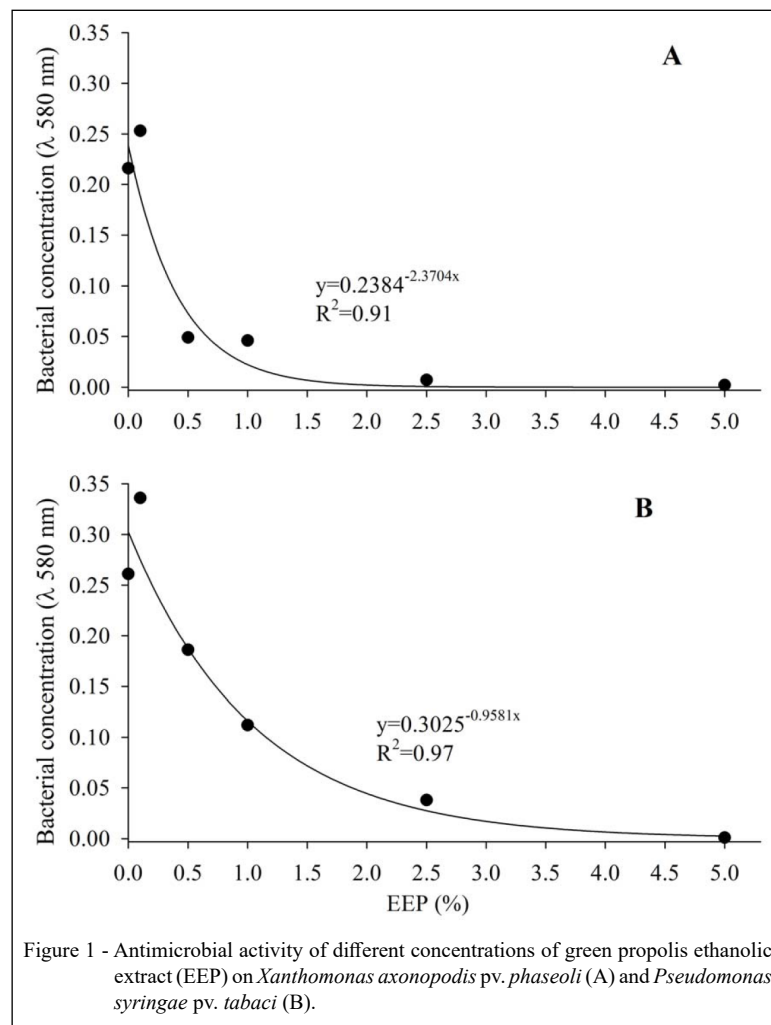 A
Bacterial concentration (λ 580 nm)
0.35
0.30
0.25
0.20
0.15
0.10
0.05
0.00
y=0.2384^-2.3704x
R²=0.91
0.0 0.5 1.0 1.5 2.0 2.5 3.0 3.5 4.0 4.5 5.0
B
Bacterial concentration (λ 580 nm)
0.35
0.30
0.25
0.20
0.15
0.10
0.05
0.00
y=0.3025^-0.9581x
R²=0.97
0.0 0.5 1.0 1.5 2.0 2.5 3.0 3.5 4.0 4.5 5.0
EEP (%)
Figure 1 - Antimicrobial activity of different concentrations of green propolis ethanolic
extract (EEP) on Xanthomonas axonopodis pv. phaseoli (A) and Pseudomonas
syringae pv. tabaci (B).